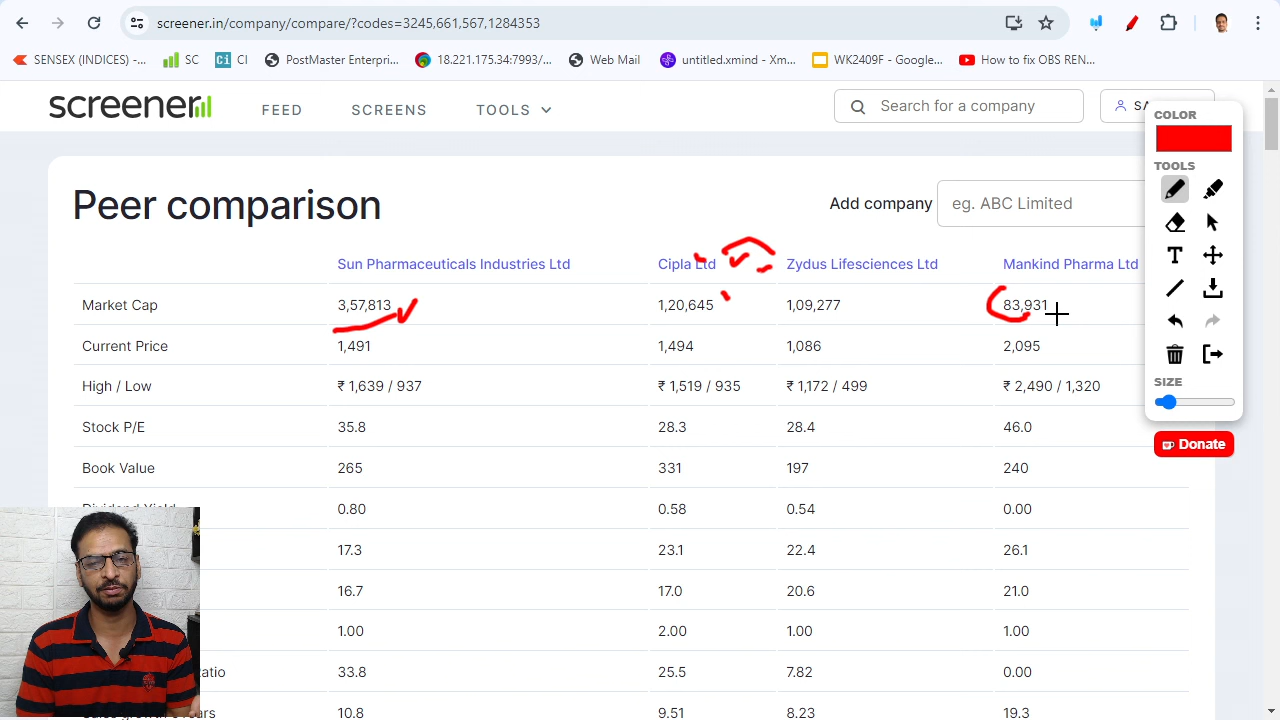 screener.in/company/compare/?codes=3245,661,567,1284353
SENSEX (INDICES) -... SC CI PostMaster Enterpri... 18.221.175.34:7993/... Web Mail untitled.xmind - Xm... WK2409F - Google... How to fix OBS REN...
screener FEED SCREENS TOOLS Search for a company SA
COLOR
TOOLS
Peer comparison Add company eg. ABC Limited
Sun Pharmaceuticals Industries Ltd Cipla Ltd Zydus Lifesciences Ltd Mankind Pharma Ltd
Market Cap 3,57,813 1,20,645 1,09,277 83,931
Current Price 1,491 1,494 1,086 2,095
High / Low ₹ 1,639 / 937 ₹ 1,519 / 935 ₹ 1,172 / 499 ₹ 2,490 / 1,320
SIZE
Stock P/E 35.8 28.3 28.4 46.0
Donate
Book Value 265 331 197 240
Dividend Yield 0.80 0.58 0.54 0.00
17.3 23.1 22.4 26.1
16.7 17.0 20.6 21.0
1.00 2.00 1.00 1.00
ratio 33.8 25.5 7.82 0.00
10.8 9.51 8.23 19.3